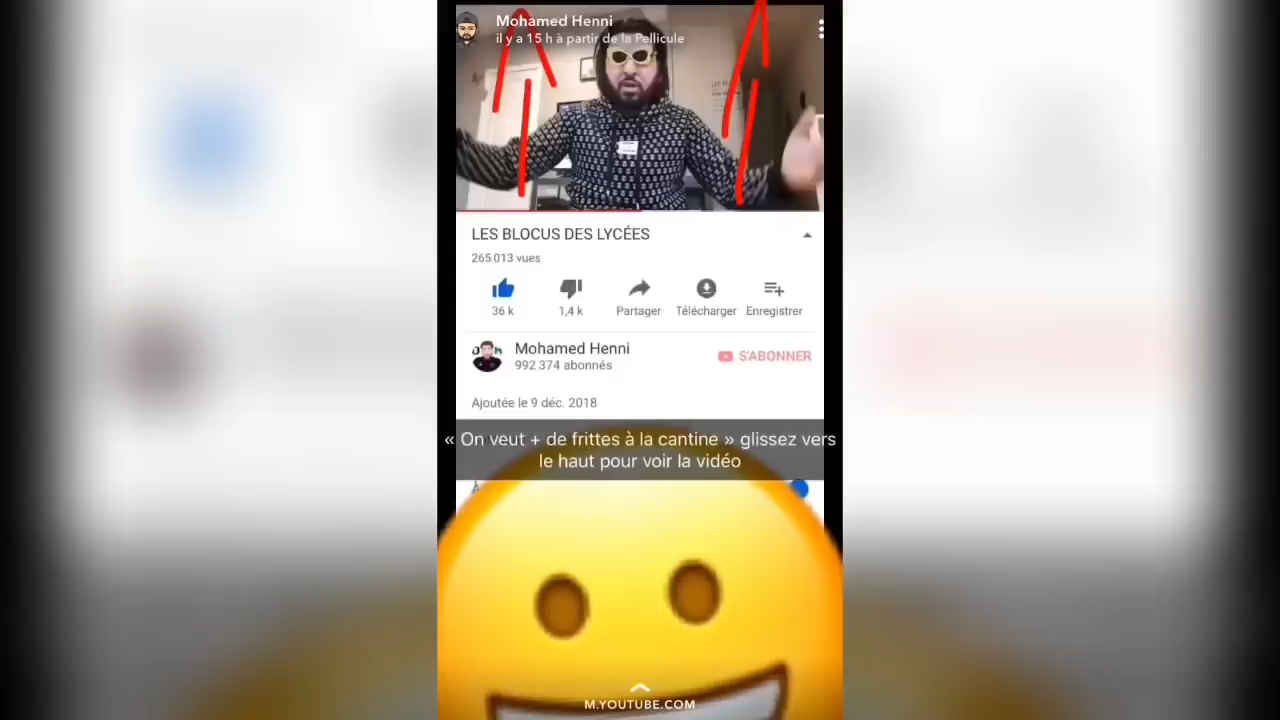 Mohamed Henni
il y a 15 h à partir de la Pellicule
LES BLOCUS DES LYCÉES
265 013 vues
36 k
1,4 k
Partager
Télécharger
Enregistrer
Mohamed Henni
992 374 abonnés
S'ABONNER
Ajoutée le 9 déc. 2018
« On veut + de frittes à la cantine » glissez vers
le haut pour voir la vidéo
M.YOUTUBE.COM